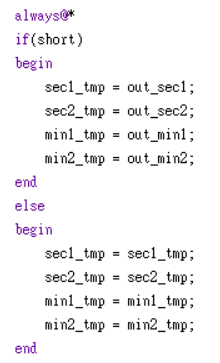 always@*
if(short)
begin
    sec1_tmp = out_sec1;
    sec2_tmp = out_sec2;
    min1_tmp = out_min1;
    min2_tmp = out_min2;
end
else
begin
    sec1_tmp = sec1_tmp;
    sec2_tmp = sec2_tmp;
    min1_tmp = min1_tmp;
    min2_tmp = min2_tmp;
end